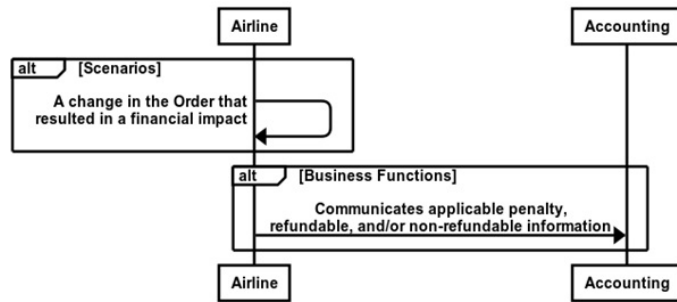 Airline
Accounting
alt [Scenarios]
A change in the Order that
resulted in a financial impact
alt [Business Functions]
Communicates applicable penalty,
refundable, and/or non-refundable information
Airline
Accounting